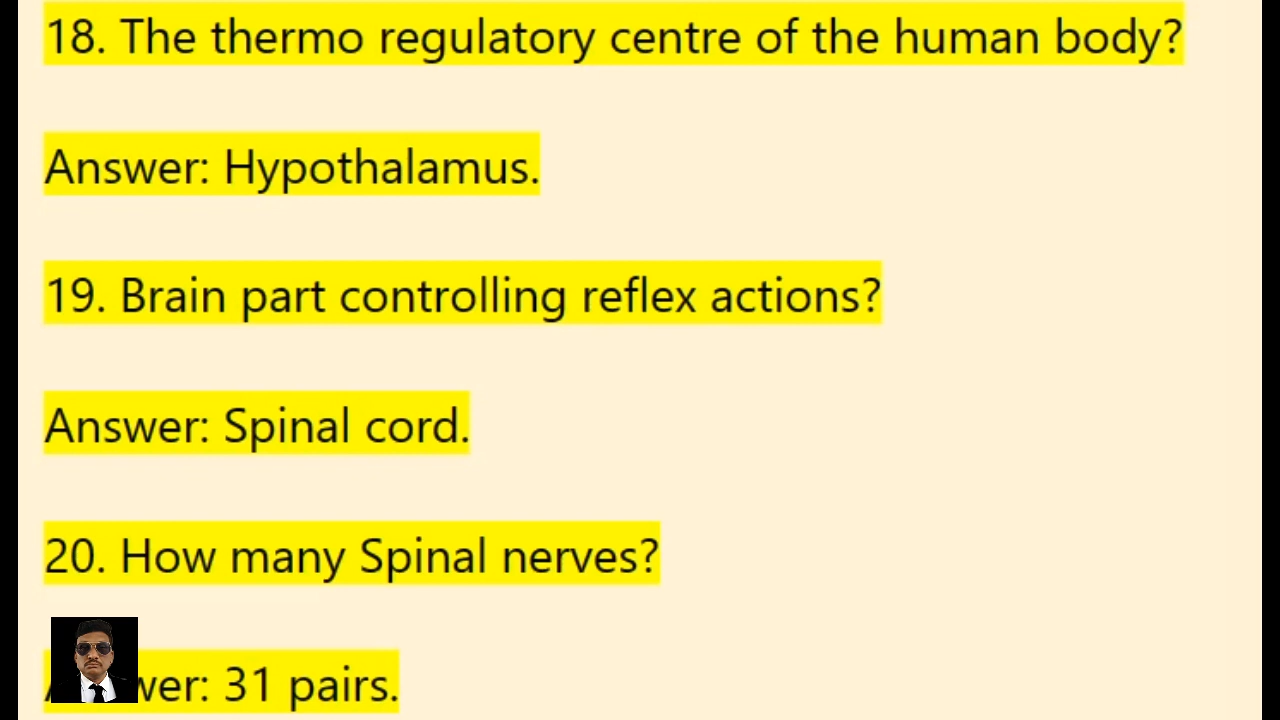 18. The thermo regulatory centre of the human body?
Answer: Hypothalamus.
19. Brain part controlling reflex actions?
Answer: Spinal cord.
20. How many Spinal nerves?
wer: 31 pairs.